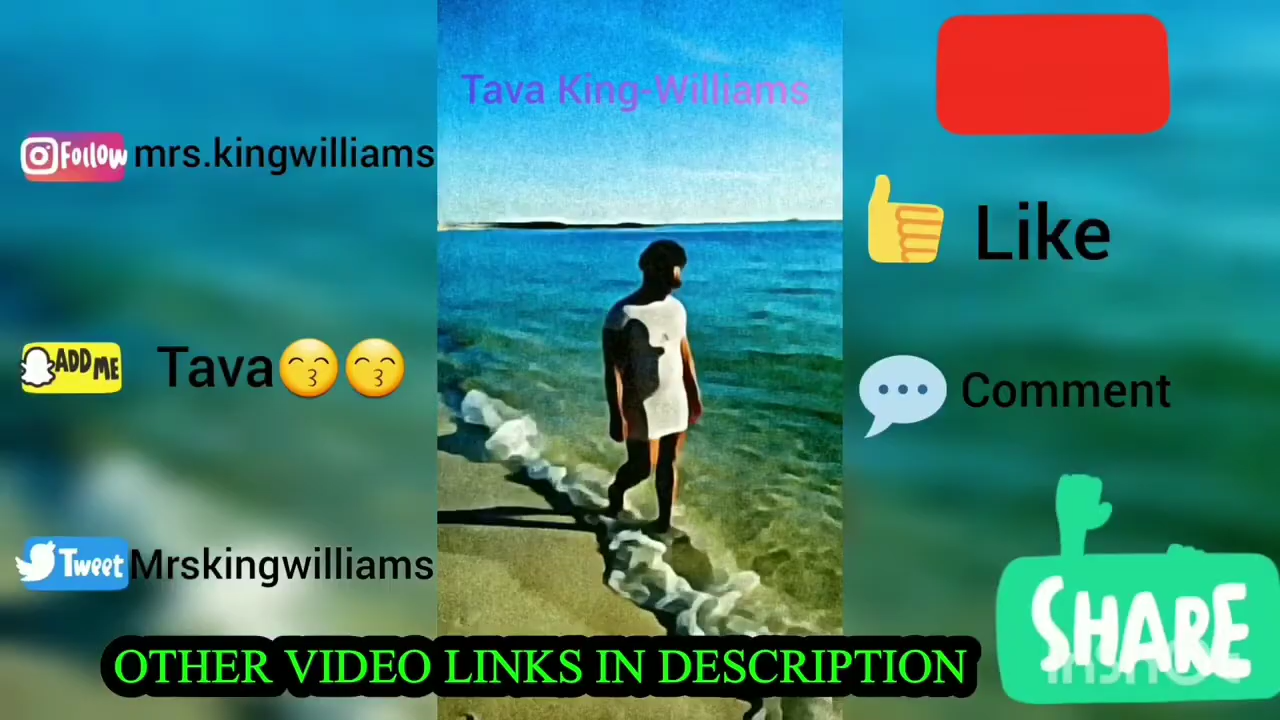 Tava King-Williams
Follow mrs.kingwilliams
Like
ADD ME Tava😙😙
Comment
Tweet Mrskingwilliams
SHARE
INSHOT
OTHER VIDEO LINKS IN DESCRIPTION